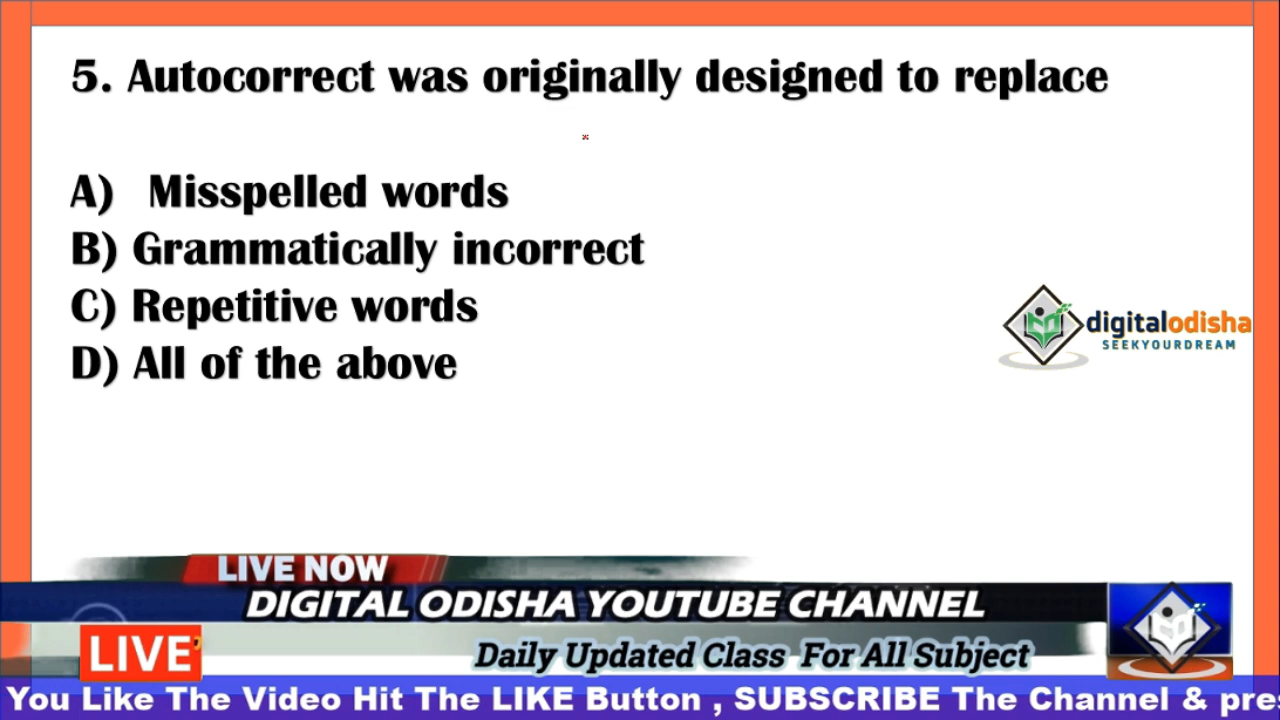 5. Autocorrect was originally designed to replace
A) Misspelled words
B) Grammatically incorrect
C) Repetitive words
D) All of the above
digitalodisha
SEEKYOURDREAM
LIVE NOW
DIGITAL ODISHA YOUTUBE CHANNEL
LIVE
Daily Updated Class For All Subject
You Like The Video Hit The LIKE Button , SUBSCRIBE The Channel &